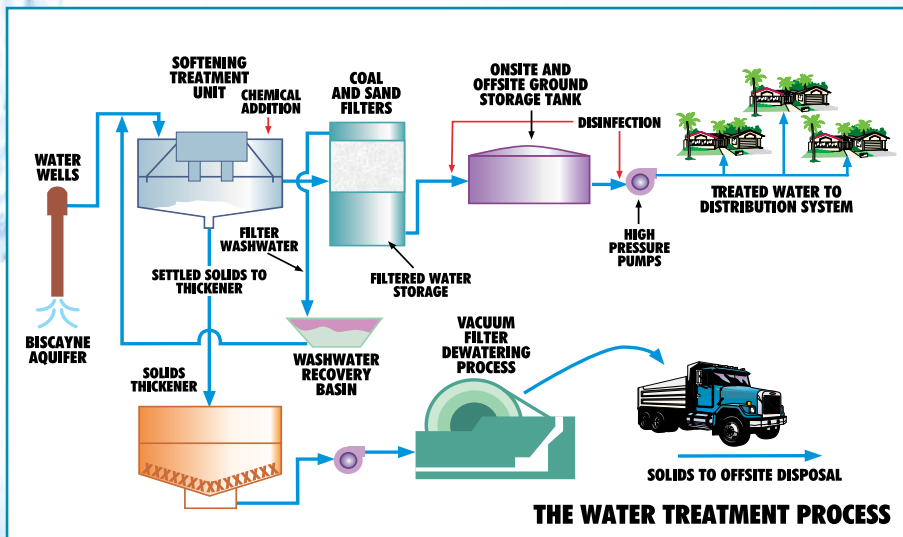 SOFTENING
TREATMENT
UNIT
CHEMICAL
ADDITION
COAL
AND SAND
FILTERS
ONSITE AND
OFFSITE GROUND
STORAGE TANK
DISINFECTION
WATER
WELLS
TREATED WATER TO
DISTRIBUTION SYSTEM
HIGH
PRESSURE
PUMPS
FILTER
WASHWATER
SETTLED SOLIDS TO
THICKENER
FILTERED WATER
STORAGE
BISCAYNE
AQUIFER
WASHWATER
RECOVERY
BASIN
VACUUM
FILTER
DEWATERING
PROCESS
SOLIDS
THICKENER
SOLIDS TO OFFSITE DISPOSAL
THE WATER TREATMENT PROCESS